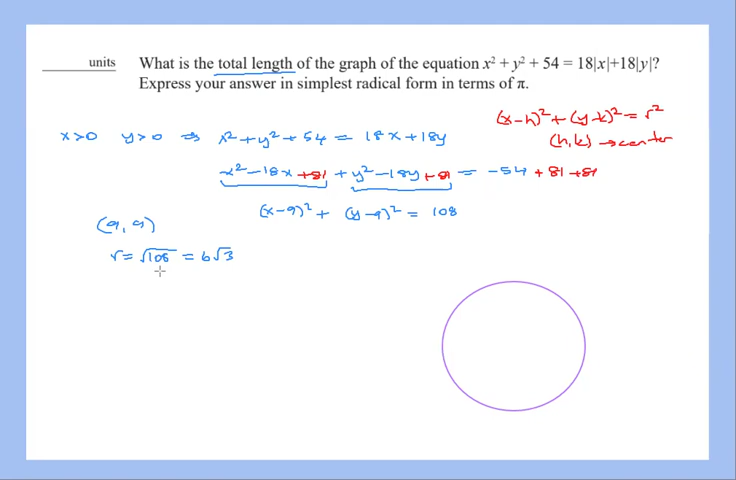 units What is the total length of the graph of the equation x² + y² + 54 = 18|x|+18|y|?
Express your answer in simplest radical form in terms of π.
(x-h)² + (y-k)² = r²
x>0 y>0 ⇒ x² + y² + 54 = 18x + 18y
(h,k) → center
x² - 18x + 81 + y² - 18y + 81 = -54 + 81 + 81
(x-9)² + (y-9)² = 108
(9, 9)
r = √108 = 6√3